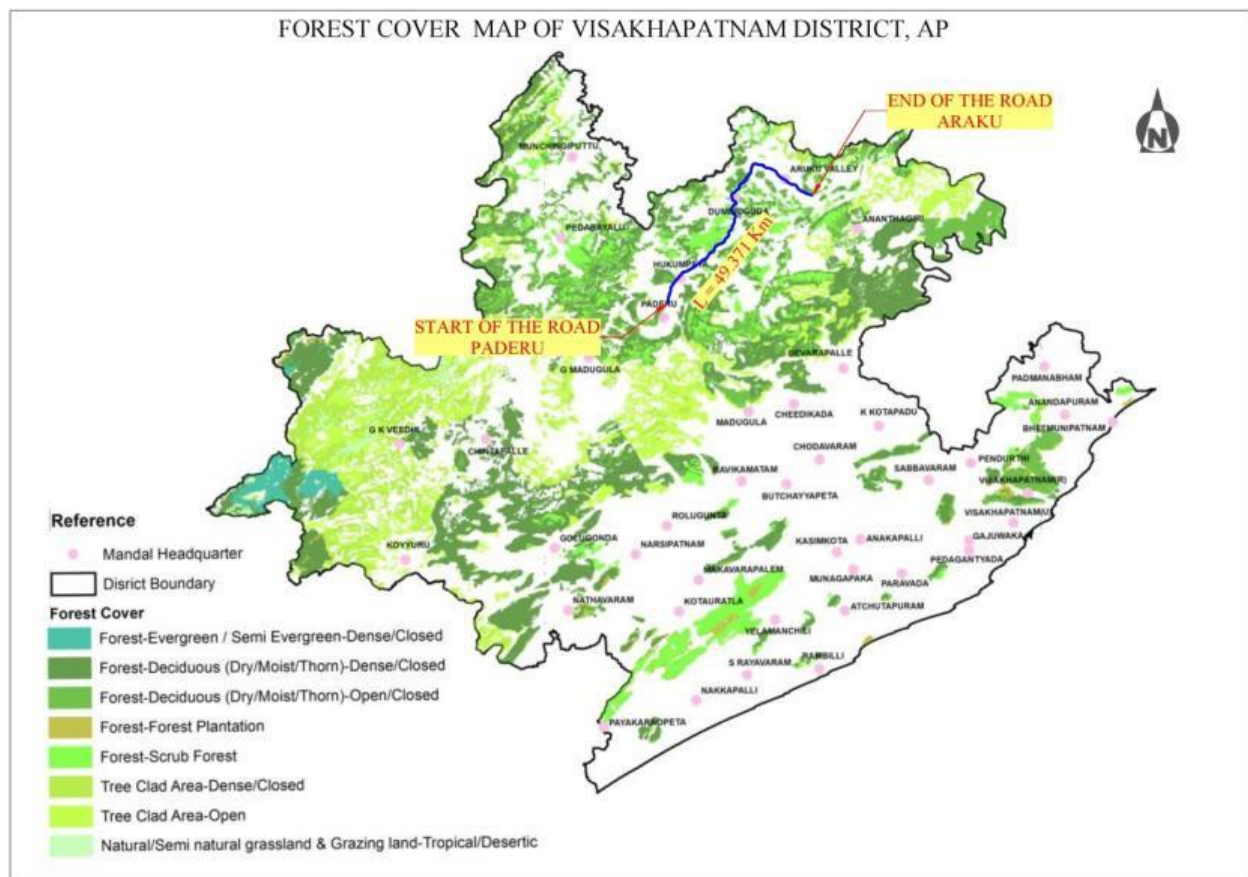 FOREST COVER MAP OF VISAKHAPATNAM DISTRICT, AP
END OF THE ROAD
ARAKU
N
MUNCHINGIPUTTU
ARUKU VALLEY
DUMBRIGUDA
ANANTHAGIRI
PEDABAYALU
HUKUMPETA
L = 49.371 Km
PADERU
START OF THE ROAD
PADERU
G MADUGULA
DEVARAPALLE
PADMANABHAM
ANANDAPURAM
BHEEMUNIPATNAM
MADUGULA
CHEEDIKADA
K KOTAPADU
G K VEEDHI
CHINTAPALLE
CHODAVARAM
PENDURTHI
SABBAVARAM
RAVIKAMATAM
VISAKHAPATNAM(R)
BUTCHAYYAPETA
VISAKHAPATNAM(U)
ROLUGUNTA
GAJUWAKA
KOYYURU
GOLUGONDA
NARSIPATNAM
KASIMKOTA
ANAKAPALLI
PEDAGANTYADA
MAKAVARAPALEM
MUNAGAPAKA
PARAVADA
NATHAVARAM
KOTAURATLA
ATCHUTAPURAM
YELAMANCHILI
S RAYAVARAM
RAMBILLI
NAKKAPALLI
PAYAKARAOPETA
Reference
Mandal Headquarter
Disrict Boundary
Forest Cover
Forest-Evergreen / Semi Evergreen-Dense/Closed
Forest-Deciduous (Dry/Moist/Thorn)-Dense/Closed
Forest-Deciduous (Dry/Moist/Thorn)-Open/Closed
Forest-Forest Plantation
Forest-Scrub Forest
Tree Clad Area-Dense/Closed
Tree Clad Area-Open
Natural/Semi natural grassland & Grazing land-Tropical/Desertic